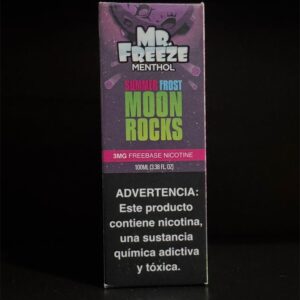 MR.
FREEZE
MENTHOL
SUMMER FROST
MOON
ROCKS
3MG FREEBASE NICOTINE
100ML (3.38 FL. OZ)
ADVERTENCIA:
Este producto
contiene nicotina,
una sustancia
química adictiva
y tóxica.